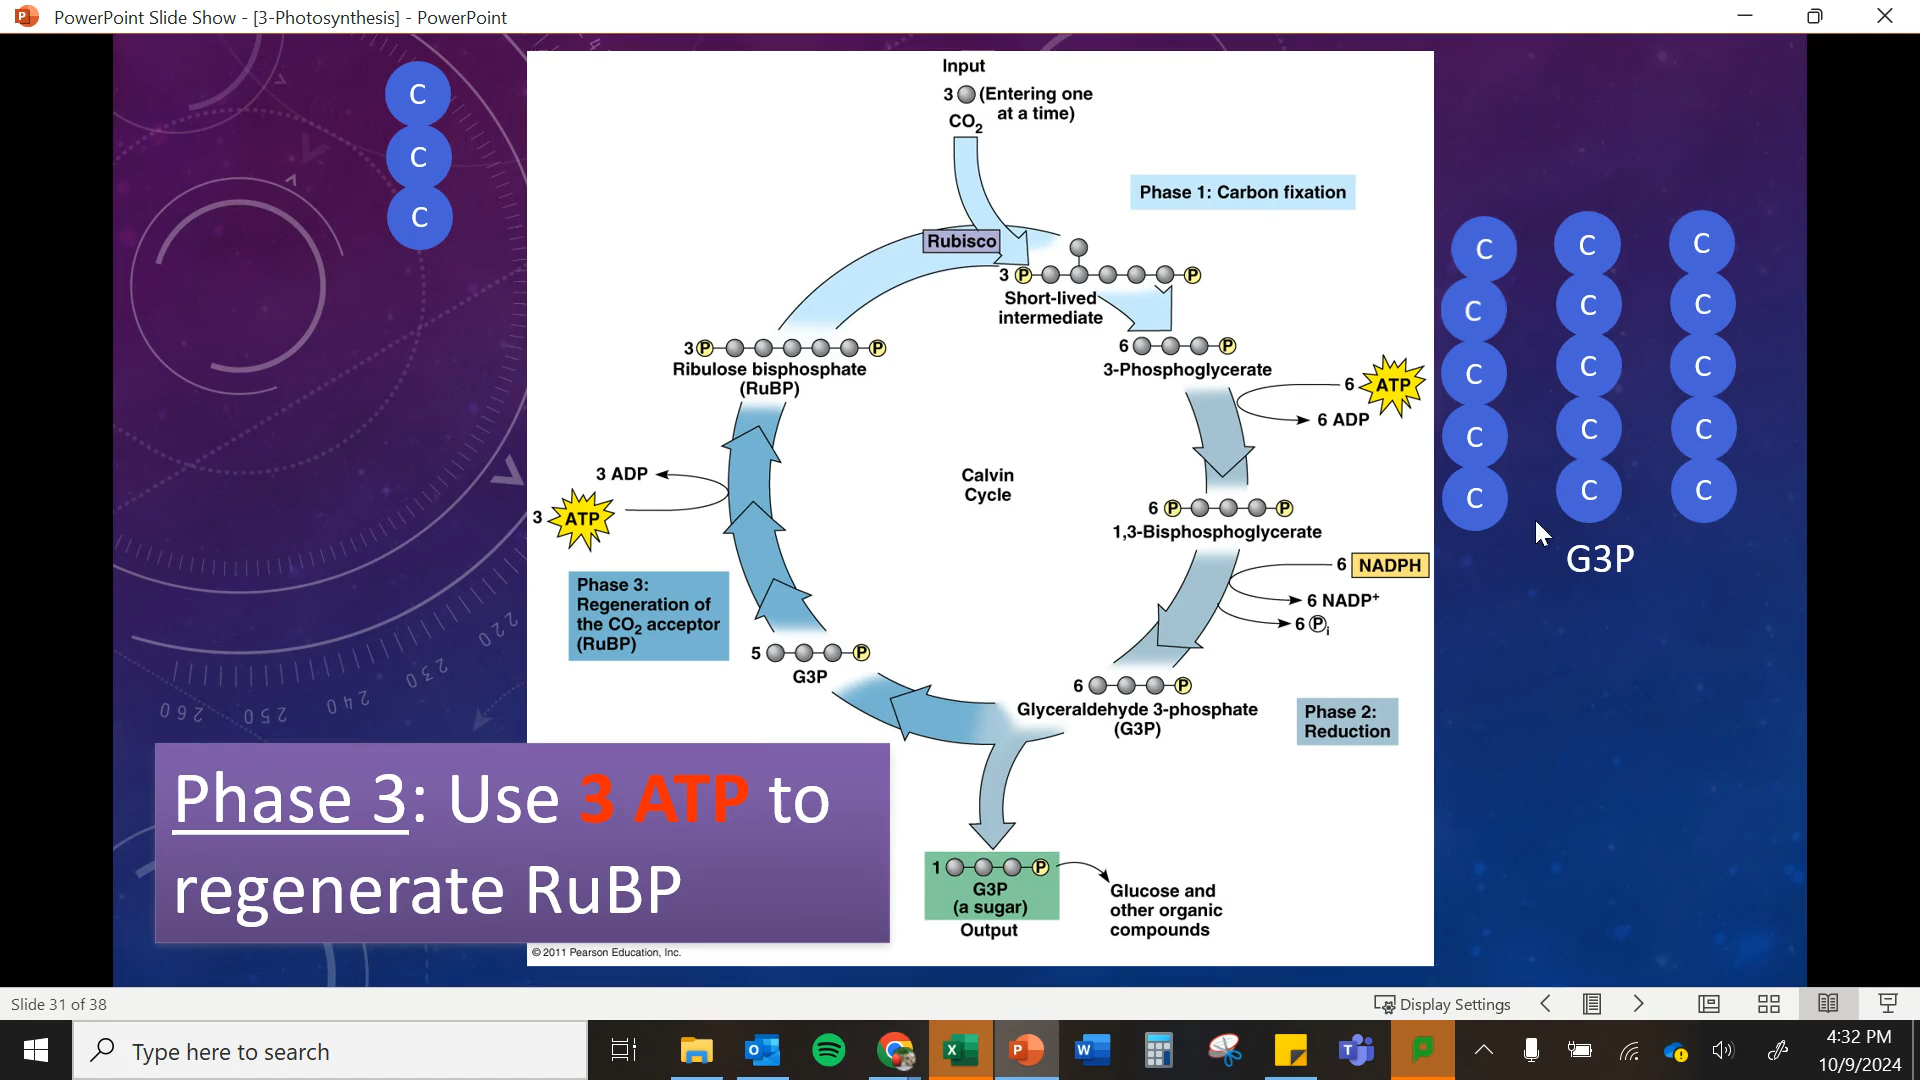 PowerPoint Slide Show - [3-Photosynthesis] - PowerPoint
C
C
C
Input
3 (Entering one
at a time)
CO2
Phase 1: Carbon fixation
Rubisco
3 P P
Short-lived
intermediate
3 P P
Ribulose bisphosphate
(RuBP)
6 P
3-Phosphoglycerate
6 ATP
6 ADP
Calvin
Cycle
3 ADP
3 ATP
6 P P
1,3-Bisphosphoglycerate
6 NADPH
6 NADP+
6 Pi
Phase 3:
Regeneration of
the CO2 acceptor
(RuBP)
5 P
G3P
6 P
Glyceraldehyde 3-phosphate
(G3P)
Phase 2:
Reduction
1 P
G3P
(a sugar)
Output
Glucose and
other organic
compounds
© 2011 Pearson Education, Inc.
C C C
C C C
C C C
C C C
C C C
G3P
260 250 240 230 220
Phase 3: Use 3 ATP to
regenerate RuBP
Slide 31 of 38
Display Settings
Type here to search
4:32 PM
10/9/2024